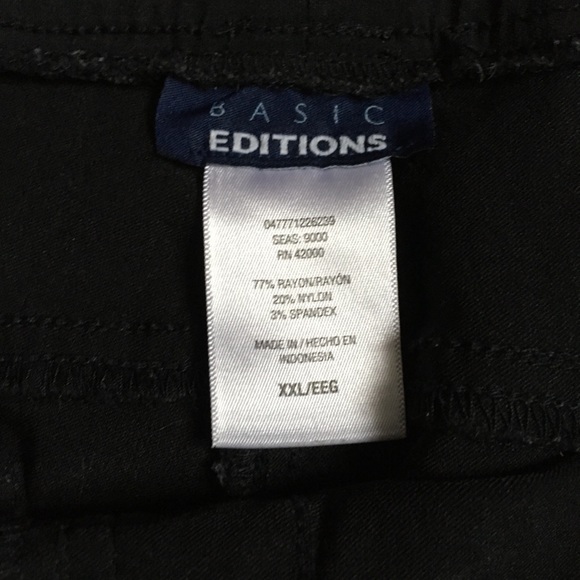 BASIC
EDITIONS
047771226239
SEAS: 9000
RN 42000
77% RAYON/RAYÓN
20% NYLON
3% SPANDEX
MADE IN / HECHO EN
INDONESIA
XXL/EEG